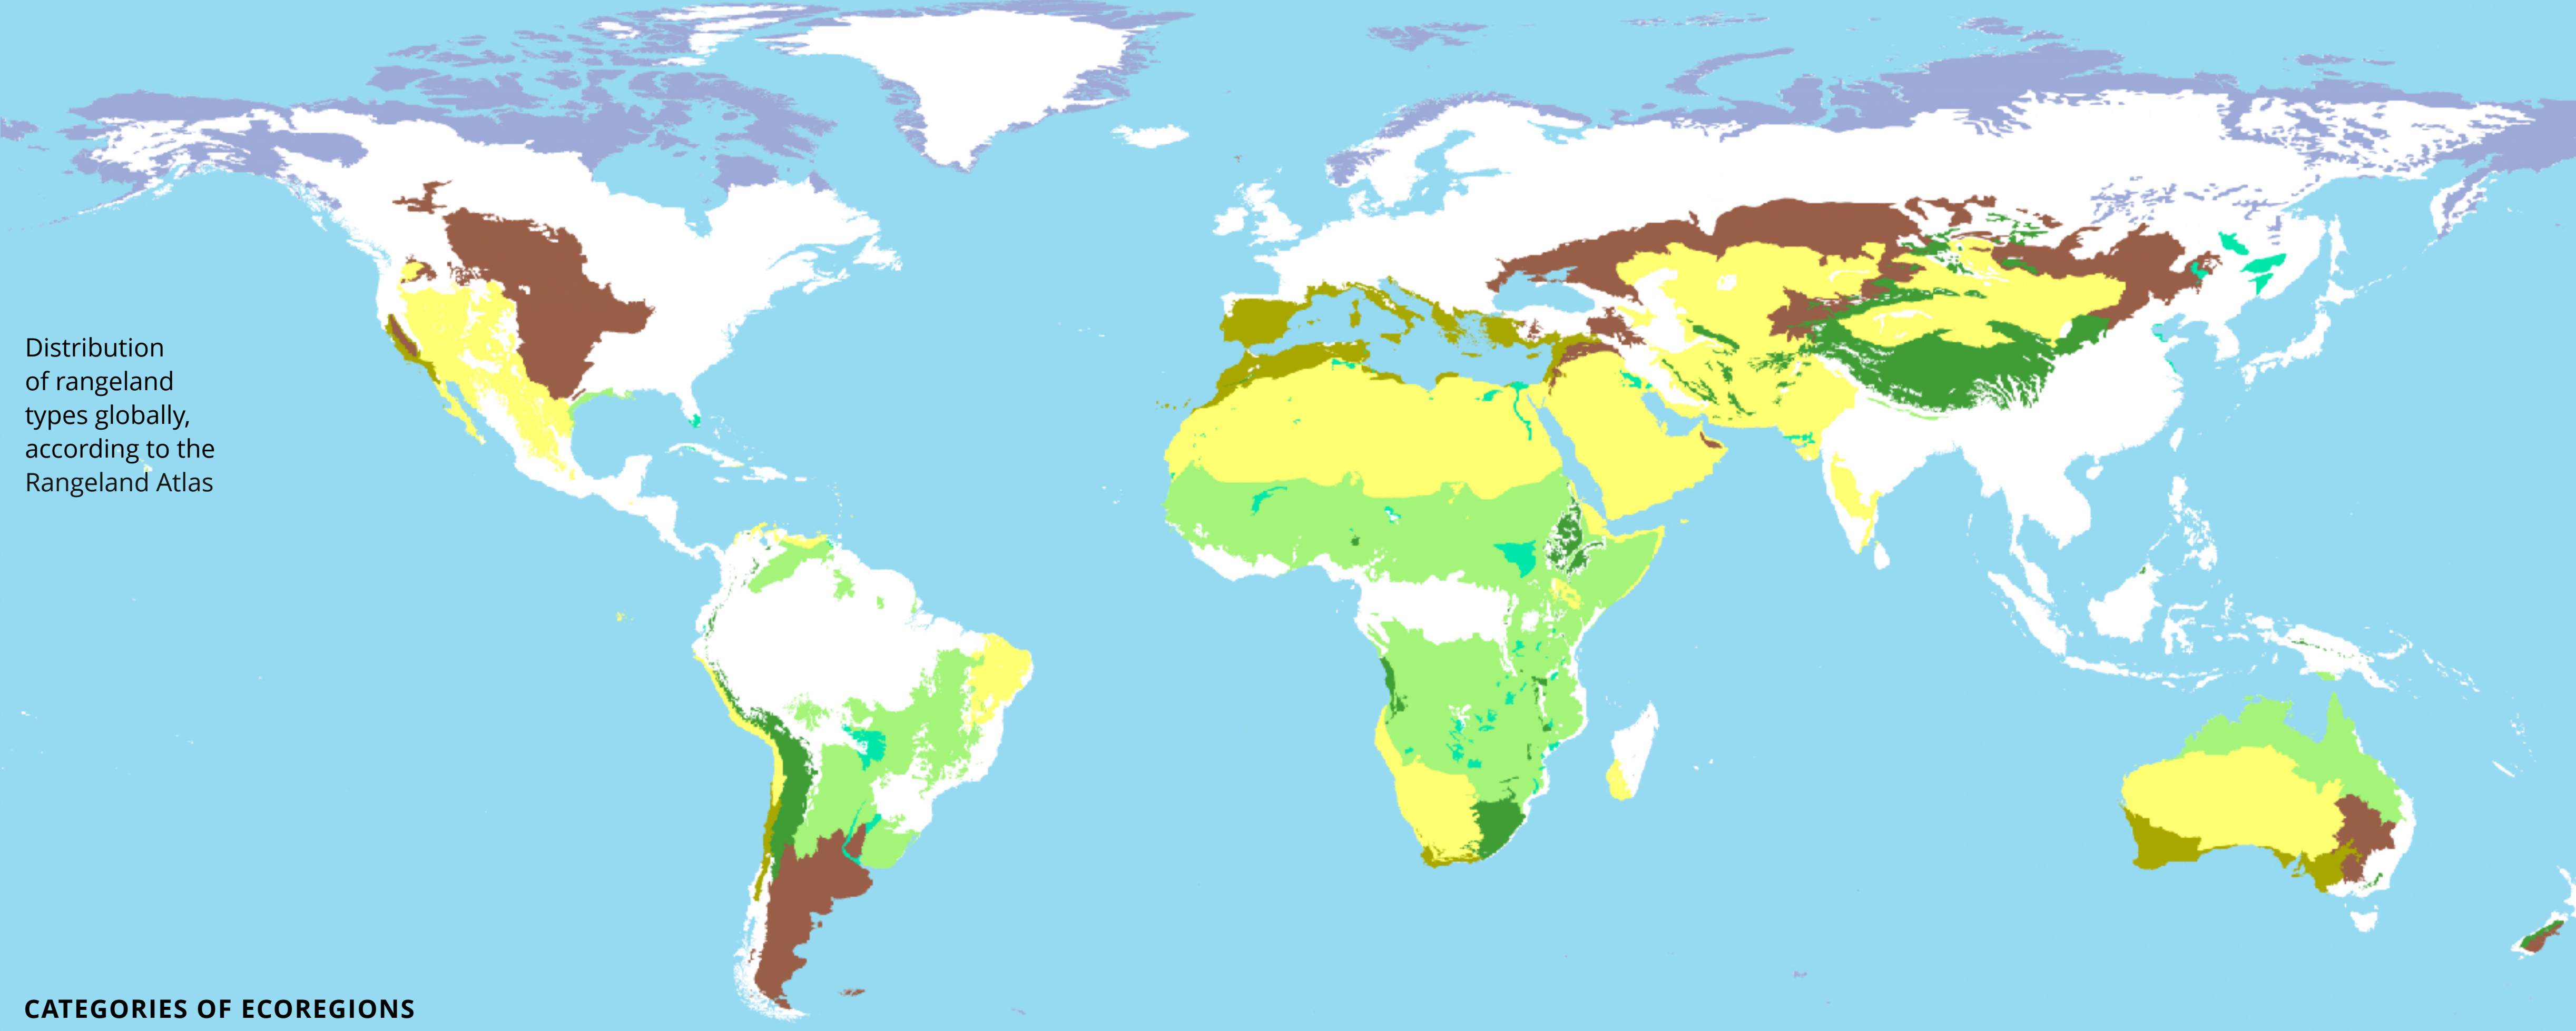 Distribution
of rangeland
types globally,
according to the
Rangeland Atlas
CATEGORIES OF ECOREGIONS